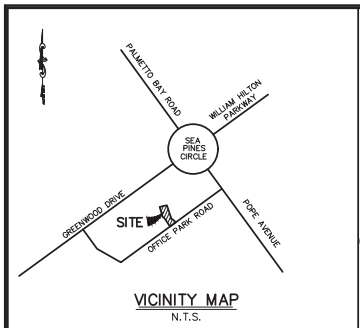 PALMETTO BAY ROAD
WILLIAM HILTON
PARKWAY
SEA
PINES
CIRCLE
GREENWOOD DRIVE
SITE
OFFICE PARK ROAD
POPE AVENUE
VICINITY MAP
N.T.S.